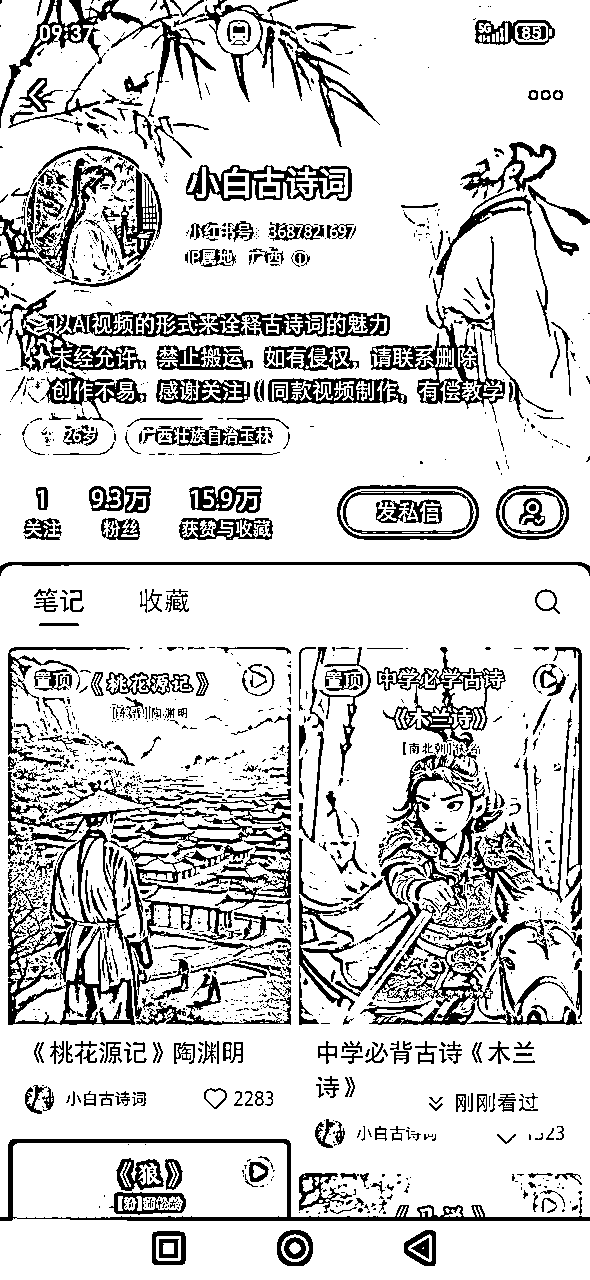 09:37
5G
85
小白古诗词
小红书号：3687821697
IP属地：广西
以AI视频的形式来诠释古诗词的魅力
未经允许，禁止搬运，如有侵权，请联系删除
创作不易，感谢关注!(同款视频制作，有偿教学)
26岁
广西壮族自治玉林
1
9.3万
15.9万
关注
粉丝
获赞与收藏
发私信
笔记
收藏
置顶
《桃花源记》
陶渊明
置顶
中学必学古诗
《木兰诗》
[南北朝]
《桃花源记》陶渊明
小白古诗词
2283
中学必背古诗《木兰
诗》
刚刚看过
小白古诗词
《狼》